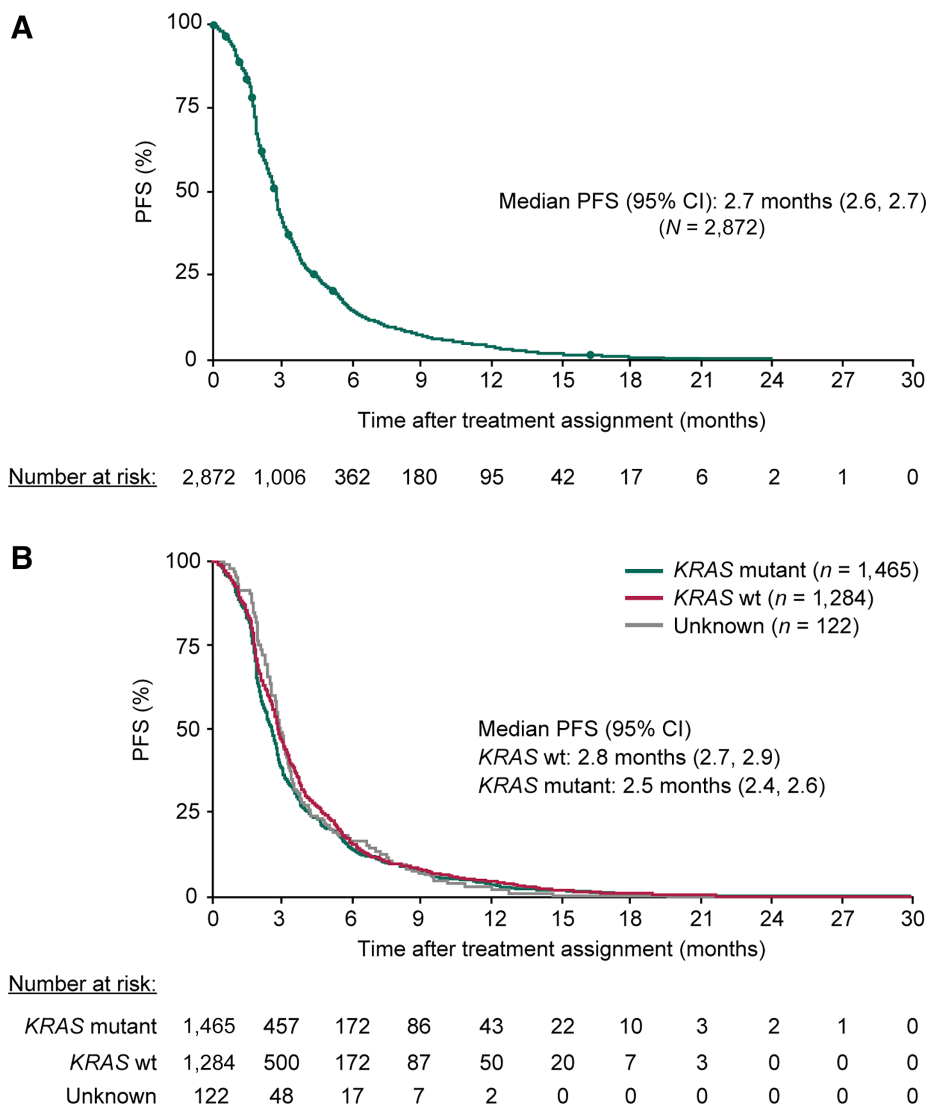 A
100
75
50
25
0
PFS (%)
Median PFS (95% CI): 2.7 months (2.6, 2.7)
(N = 2,872)
0 3 6 9 12 15 18 21 24 27 30
Time after treatment assignment (months)
Number at risk: 2,872 1,006 362 180 95 42 17 6 2 1 0
B
100
75
50
25
0
PFS (%)
KRAS mutant (n = 1,465)
KRAS wt (n = 1,284)
Unknown (n = 122)
Median PFS (95% CI)
KRAS wt: 2.8 months (2.7, 2.9)
KRAS mutant: 2.5 months (2.4, 2.6)
0 3 6 9 12 15 18 21 24 27 30
Time after treatment assignment (months)
Number at risk:
KRAS mutant 1,465 457 172 86 43 22 10 3 2 1 0
KRAS wt 1,284 500 172 87 50 20 7 3 0 0 0
Unknown 122 48 17 7 2 0 0 0 0 0 0